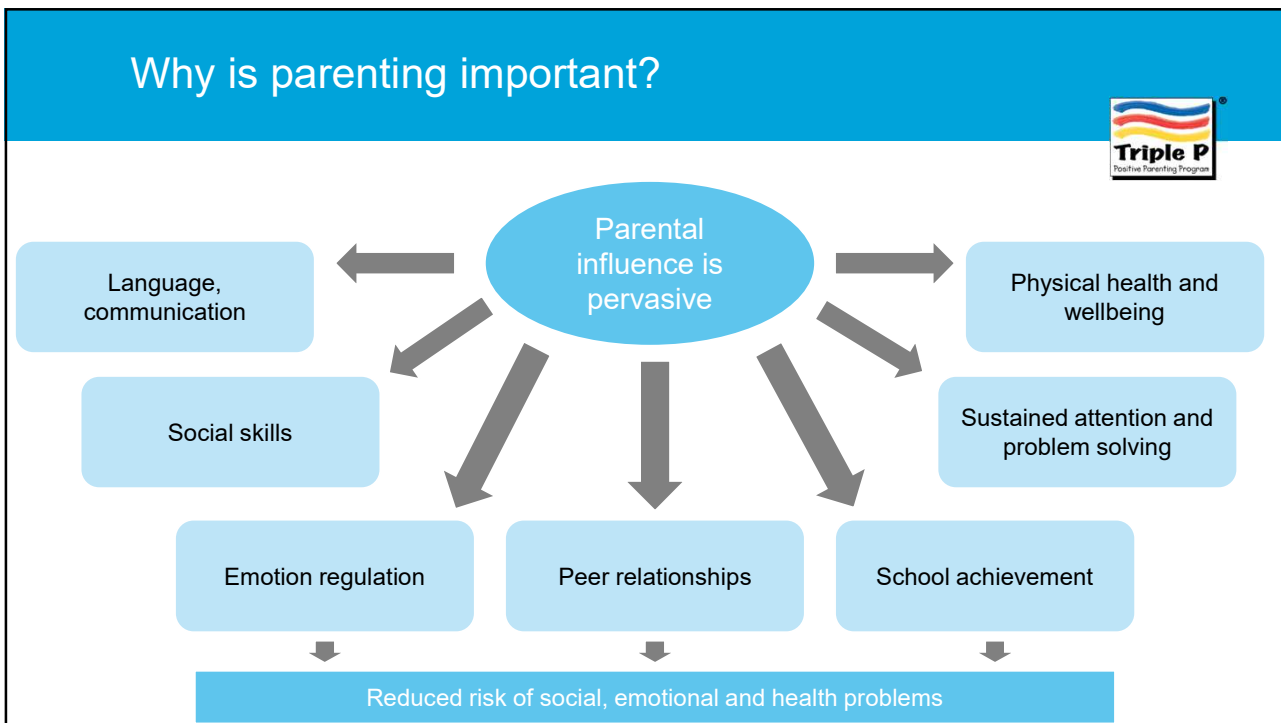 Why is parenting important?
®
Triple P
Positive Parenting Program
Parental
influence is
pervasive
Language,
communication
Physical health and
wellbeing
Social skills
Sustained attention and
problem solving
Emotion regulation
Peer relationships
School achievement
Reduced risk of social, emotional and health problems